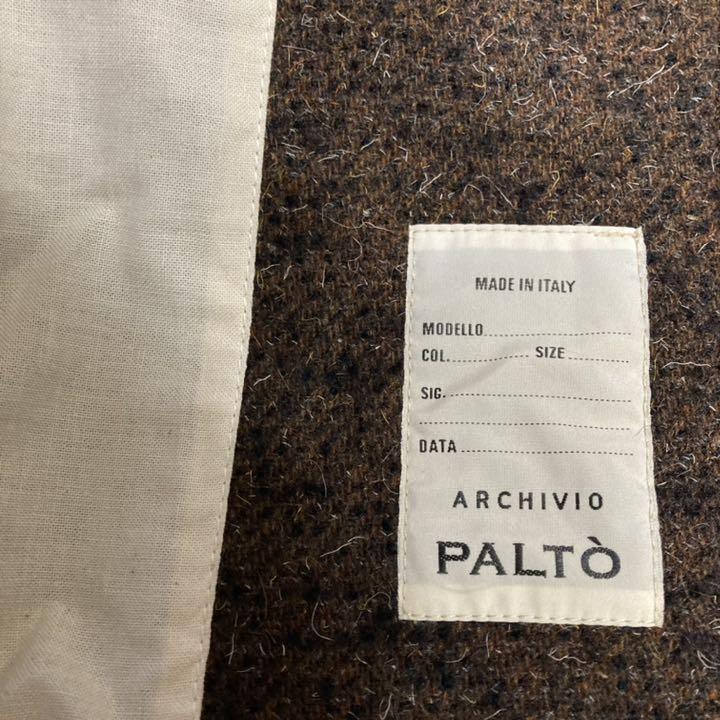 MADE IN ITALY
MODELLO
COL. SIZE
SIG.
DATA
ARCHIVIO
PALTÒ